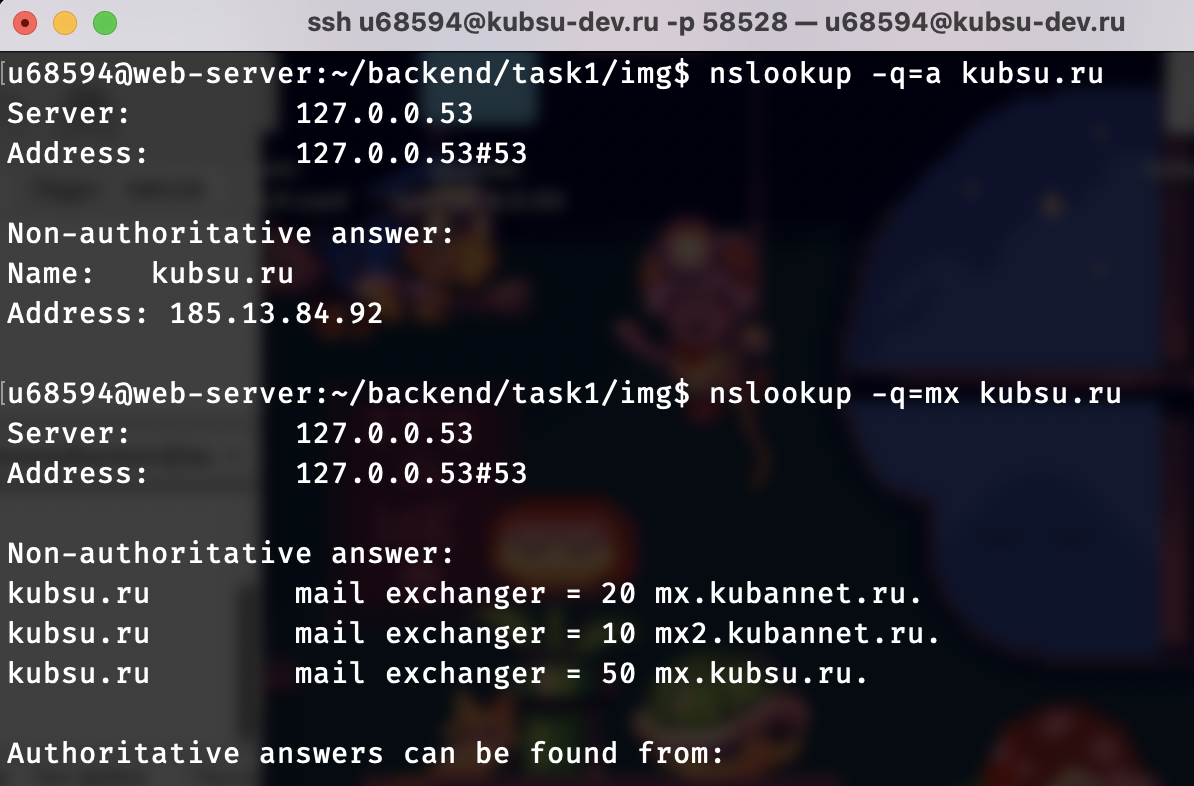 ssh u68594@kubsu-dev.ru -p 58528 — u68594@kubsu-dev.ru
[u68594@web-server:~/backend/task1/img$ nslookup -q=a kubsu.ru
Server: 127.0.0.53
Address: 127.0.0.53#53
Non-authoritative answer:
Name: kubsu.ru
Address: 185.13.84.92
[u68594@web-server:~/backend/task1/img$ nslookup -q=mx kubsu.ru
Server: 127.0.0.53
Address: 127.0.0.53#53
Non-authoritative answer:
kubsu.ru mail exchanger = 20 mx.kubannet.ru.
kubsu.ru mail exchanger = 10 mx2.kubannet.ru.
kubsu.ru mail exchanger = 50 mx.kubsu.ru.
Authoritative answers can be found from: